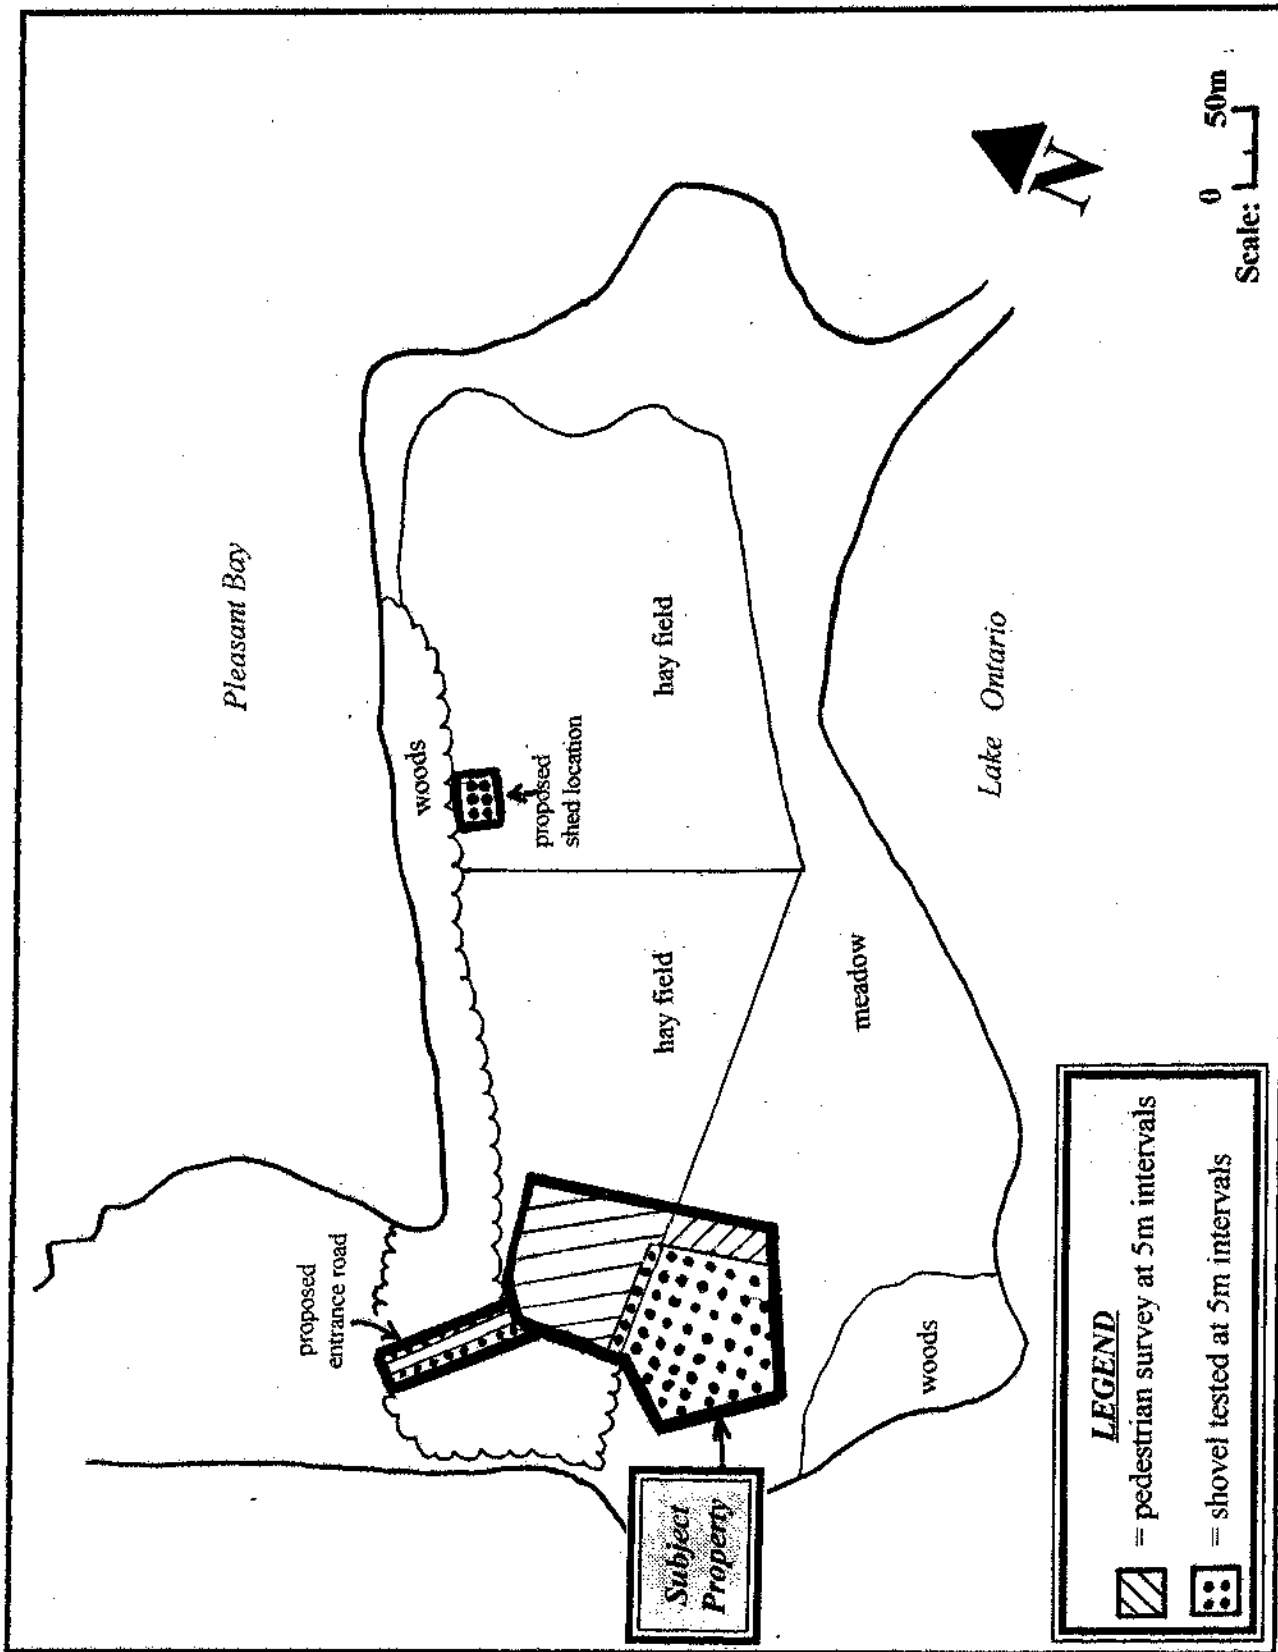 Pleasant Bay
woods
proposed
shed location
hay field
hay field
proposed
entrance road
meadow
Lake Ontario
woods
Subject
Property
N
0 50m
Scale:
LEGEND
= pedestrian survey at 5m intervals
= shovel tested at 5m intervals